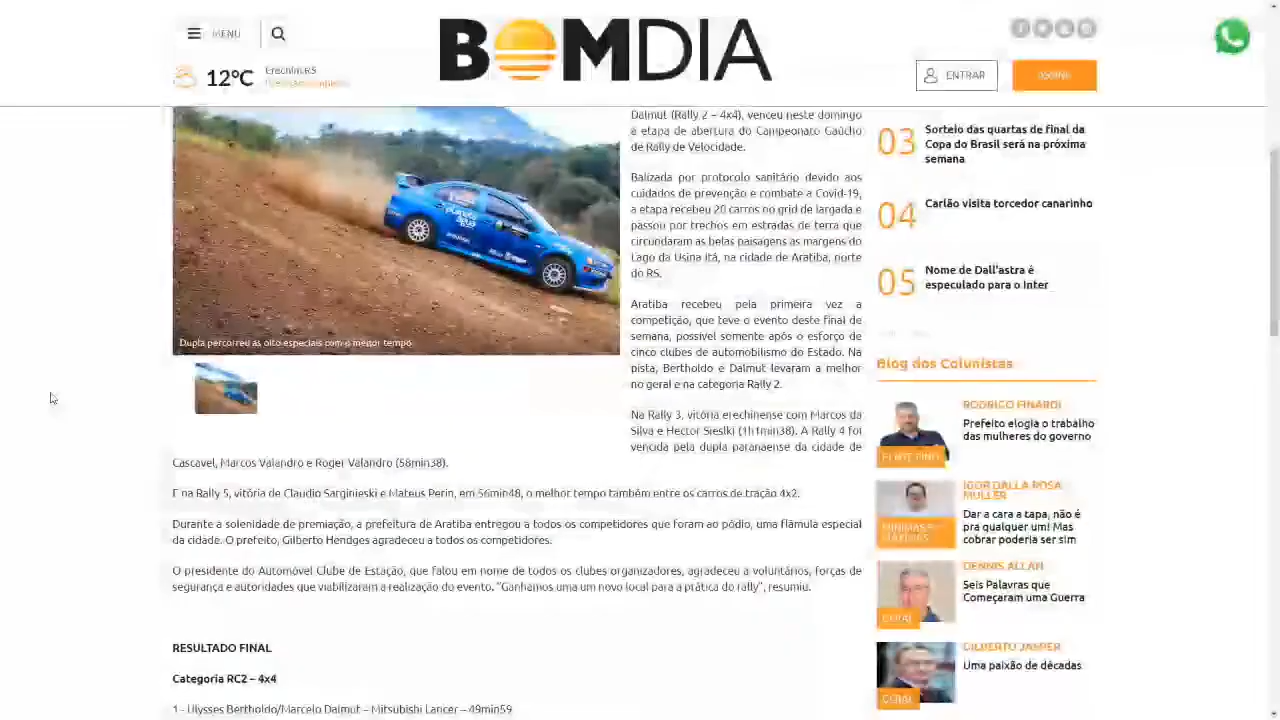 MENU
BOMDIA
12°C
Erechim,RS
ENTRAR
Dalmut (Rally 2 – 4x4), venceu neste domingo
a etapa de abertura do Campeonato Gaúcho
de Rally de Velocidade.
Balizada por protocolo sanitário devido aos
cuidados de prevenção e combate a Covid-19,
a etapa recebeu 20 carros no grid de largada e
passou por trechos em estradas de terra que
circundaram as belas paisagens as margens do
Lago da Usina Itá, na cidade de Aratiba, norte
do RS.
Aratiba recebeu pela primeira vez a
competição, que teve o evento deste final de
semana, possível somente após o esforço de
cinco clubes de automobilismo do Estado. Na
pista, Bertholdo e Dalmut levaram a melhor
no geral e na categoria Rally 2.
Na Rally 3, vitória erechinense com Marcos da
Silva e Hector Sieslki (1h1min38). A Rally 4 foi
vencida pela dupla paranaense da cidade de
Cascavel, Marcos Valandro e Roger Valandro (58min38).
E na Rally 5, vitória de Claudio Sarginieski e Mateus Perin, em 56min48, o melhor tempo também entre os carros de tração 4x2.
Durante a solenidade de premiação, a prefeitura de Aratiba entregou a todos os competidores que foram ao pódio, uma flâmula especial
da cidade. O prefeito, Gilberto Hendges agradeceu a todos os competidores.
O presidente do Automóvel Clube de Estação, que falou em nome de todos os clubes organizadores, agradeceu a voluntários, forças de
segurança e autoridades que viabilizaram a realização do evento. "Ganhamos uma um novo local para a prática do rally", resumiu.
RESULTADO FINAL
Categoria RC2 – 4x4
1 - Ulysses Bertholdo/Marcelo Dalmut – Mitsubishi Lancer – 49min59
Dupla percorreu as oito especiais com o menor tempo
03
Sorteio das quartas de final da
Copa do Brasil será na próxima
semana
04
Carlão visita torcedor canarinho
05
Nome de Dall'astra é
especulado para o Inter
Blog dos Colunistas
RODRIGO FINARDI
Prefeito elogia o trabalho
das mulheres do governo
IGOR DALLA ROSA
MULLER
Dar a cara a tapa, não é
pra qualquer um! Mas
cobrar poderia ser sim
DENNIS ALLAN
Seis Palavras que
Começaram uma Guerra
GERAL
GILBERTO JASPER
Uma paixão de décadas
GERAL